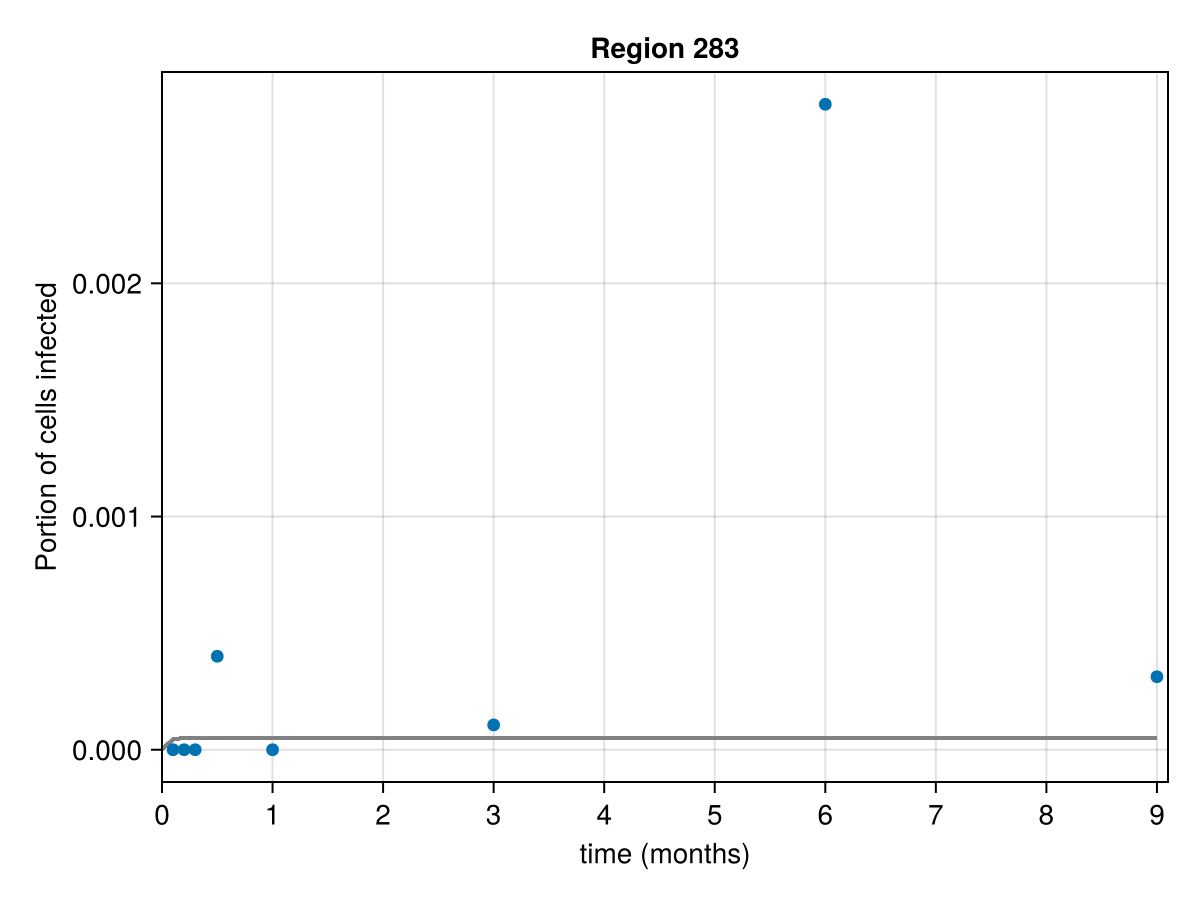 Region 283
Portion of cells infected
0.002
0.001
0.000
0 1 2 3 4 5 6 7 8 9
time (months)